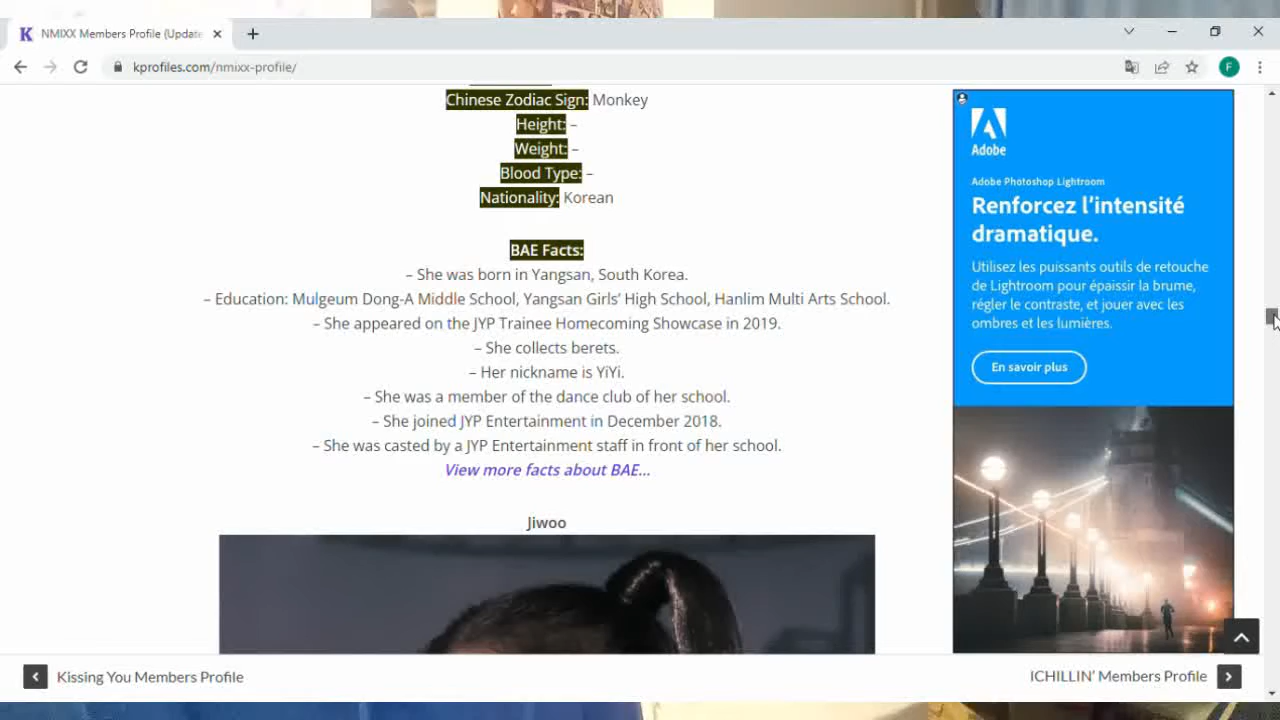 NMIXX Members Profile (Update
kprofiles.com/nmixx-profile/
F
Chinese Zodiac Sign: Monkey
Height: –
Weight: –
Blood Type: –
Nationality: Korean
BAE Facts:
– She was born in Yangsan, South Korea.
– Education: Mulgeum Dong-A Middle School, Yangsan Girls’ High School, Hanlim Multi Arts School.
– She appeared on the JYP Trainee Homecoming Showcase in 2019.
– She collects berets.
– Her nickname is YiYi.
– She was a member of the dance club of her school.
– She joined JYP Entertainment in December 2018.
– She was casted by a JYP Entertainment staff in front of her school.
View more facts about BAE...
Jiwoo
Adobe
Adobe Photoshop Lightroom
Renforcez l’intensité
dramatique.
Utilisez les puissants outils de retouche
de Lightroom pour épaissir la brume,
régler le contraste, et jouer avec les
ombres et les lumières.
En savoir plus
Kissing You Members Profile
ICHILLIN’ Members Profile